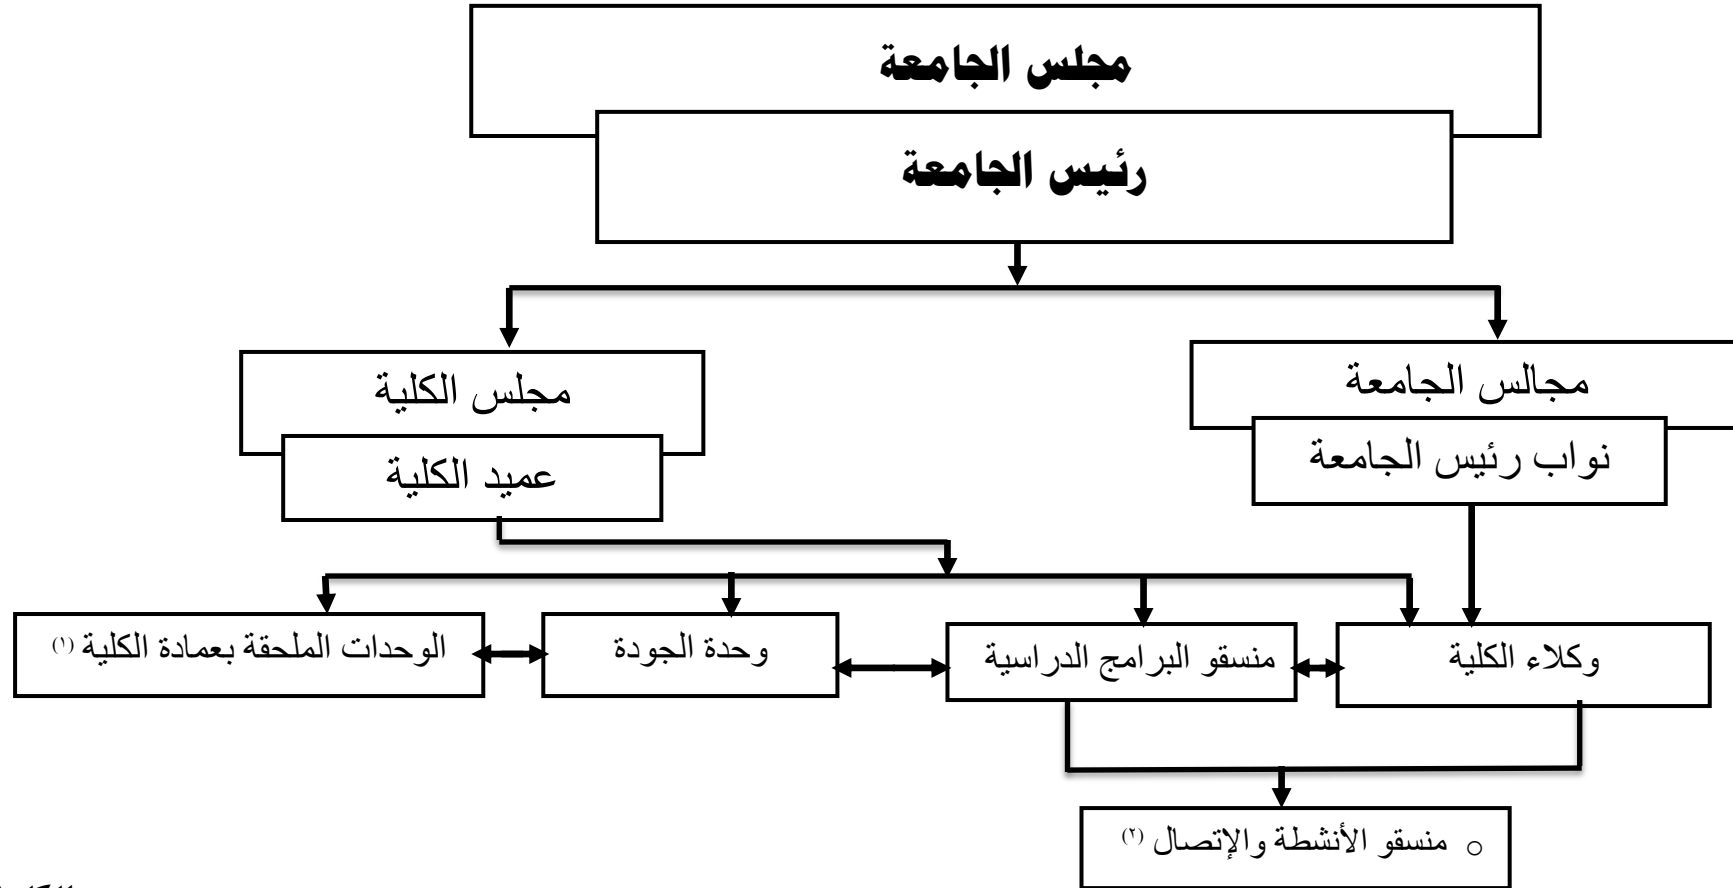 مجلس الجامعة
رئيس الجامعة
مجالس الجامعة
نواب رئيس الجامعة
مجلس الكلية
عميد الكلية
وكلاء الكلية
منسقو البرامج الدراسية
وحدة الجودة
الوحدات الملحقة بعمادة الكلية (١)
○ منسقو الأنشطة والإتصال (٢)